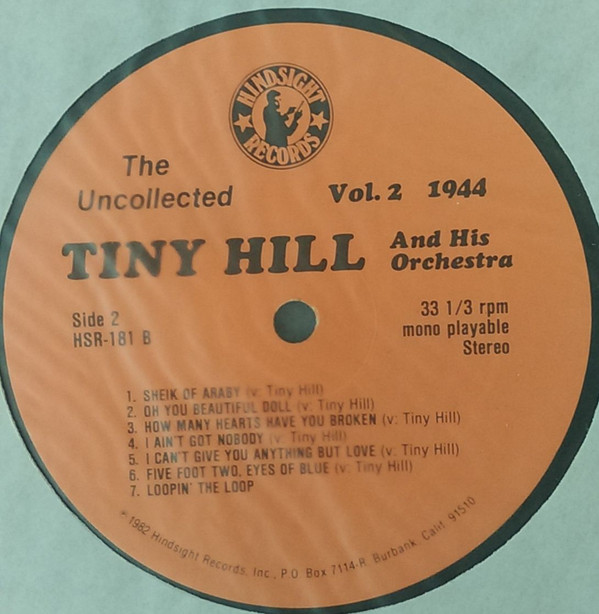 HINDSIGHT
RECORDS
The
Uncollected
Vol. 2 1944
TINY HILL
And His
Orchestra
Side 2
HSR-181 B
33 1/3 rpm
mono playable
Stereo
1. SHEIK OF ARABY (v: Tiny Hill)
2. OH YOU BEAUTIFUL DOLL (v: Tiny Hill)
3. HOW MANY HEARTS HAVE YOU BROKEN (v: Tiny Hill)
4. I AIN'T GOT NOBODY (v: Tiny Hill)
5. I CAN'T GIVE YOU ANYTHING BUT LOVE (v: Tiny Hill)
6. FIVE FOOT TWO, EYES OF BLUE (v: Tiny Hill)
7. LOOPIN' THE LOOP
℗ 1982 Hindsight Records, Inc., P.O. Box 7114-R, Burbank, Calif. 91510